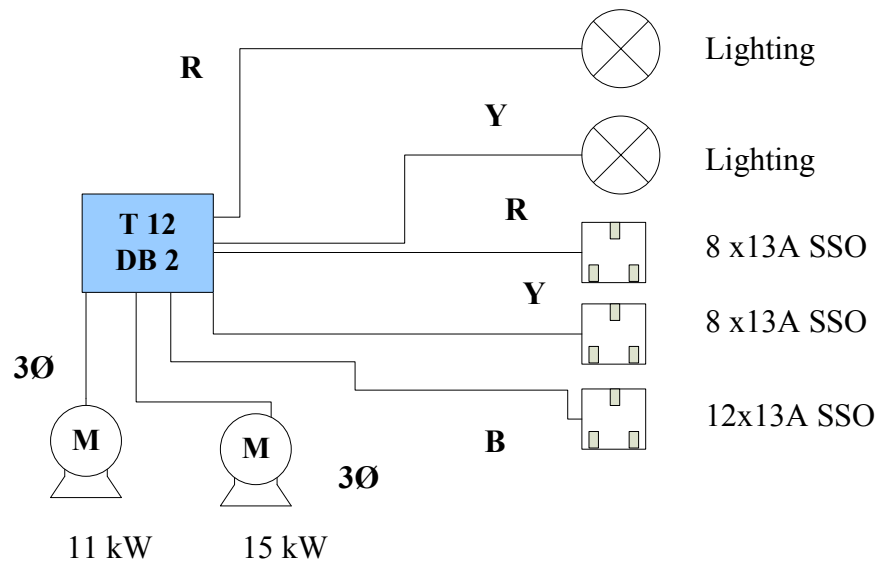 R
Lighting
Y
Lighting
R
T 12
DB 2
8 x13A SSO
Y
8 x13A SSO
3Ø
12x13A SSO
M
M
B
3Ø
11 kW
15 kW